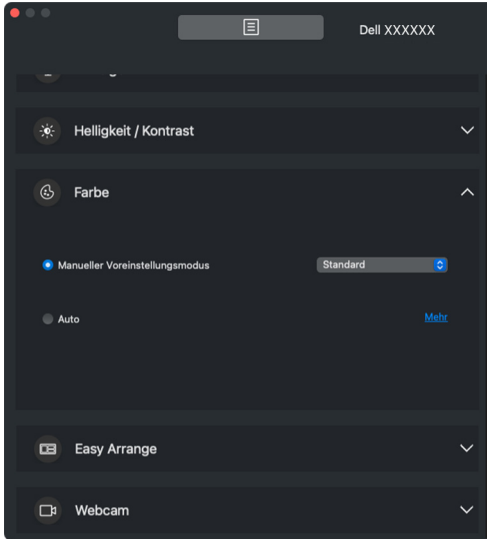 Dell XXXXXX
Helligkeit / Kontrast
Farbe
Manueller Voreinstellungsmodus
Standard
Auto
Mehr
Easy Arrange
Webcam